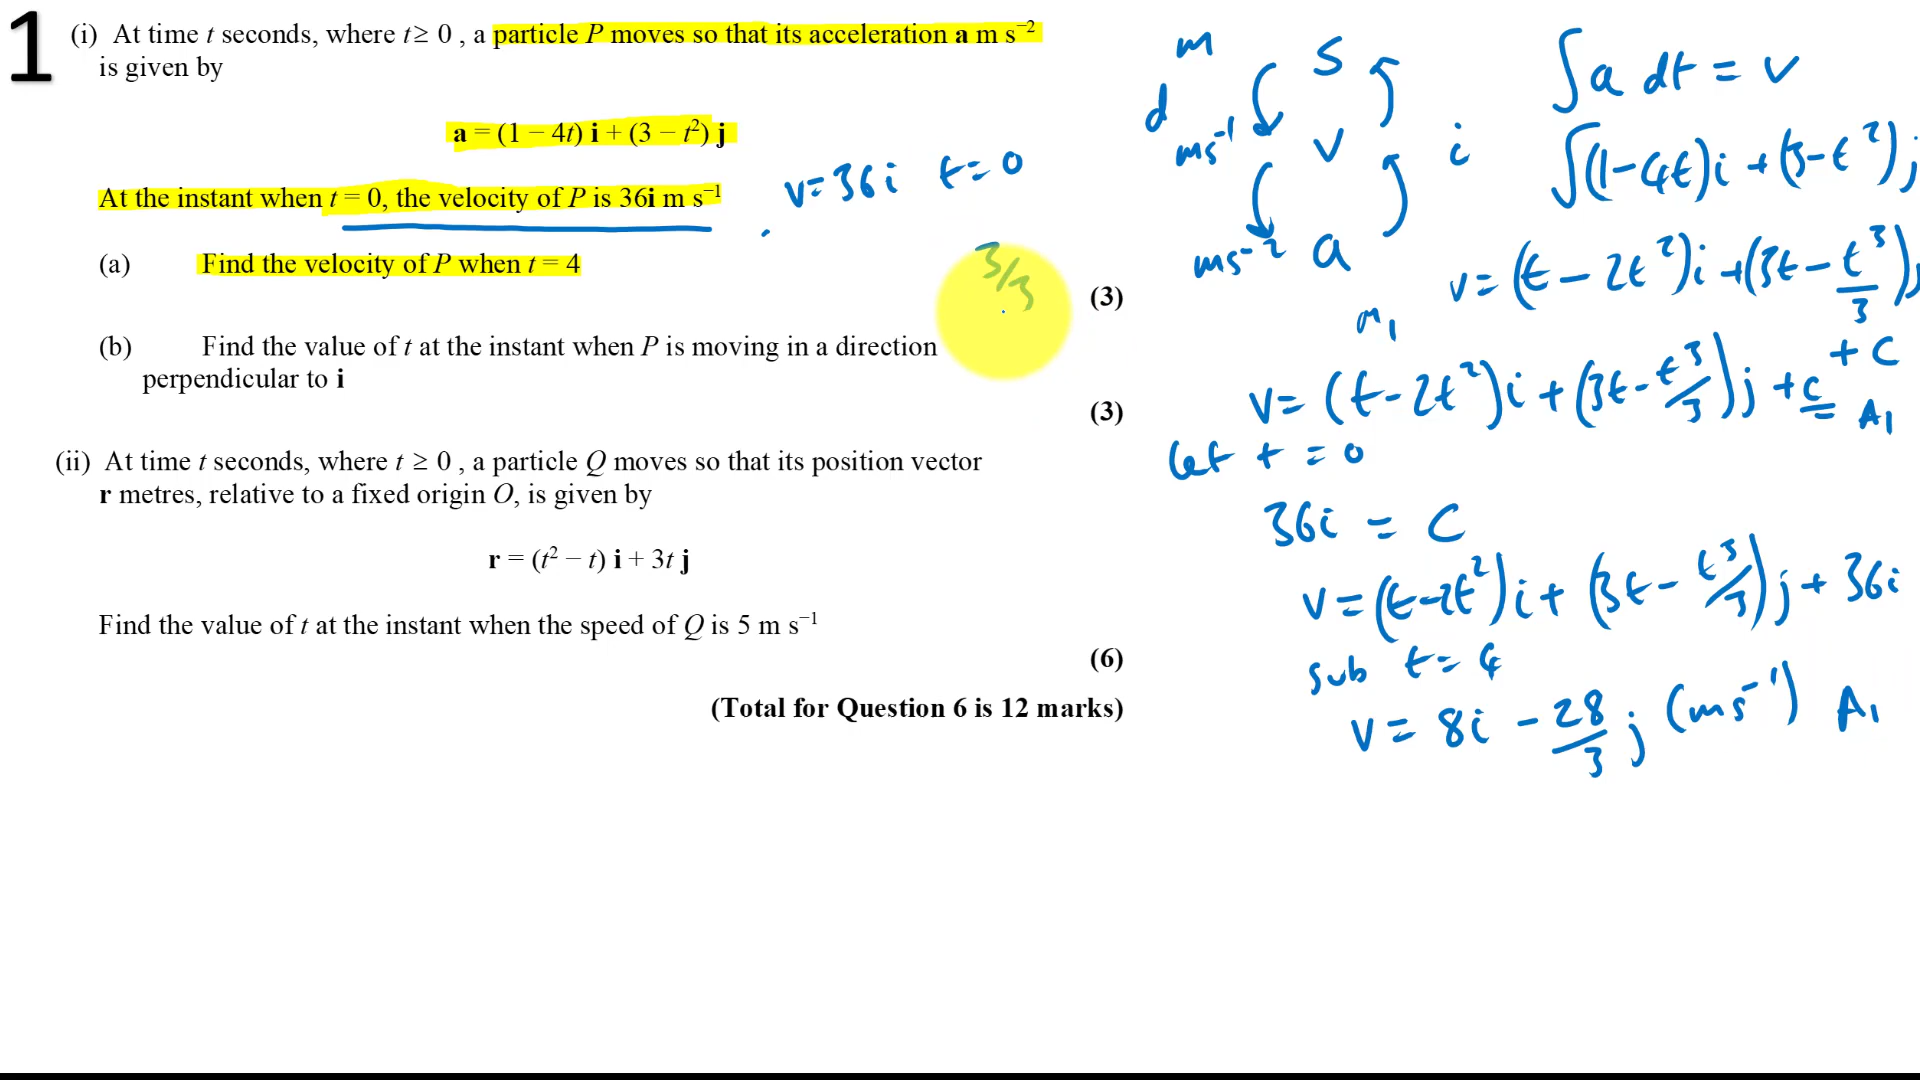 1
(i) At time t seconds, where t ≥ 0 , a particle P moves so that its acceleration a m s⁻²
is given by
a = (1 − 4t) i + (3 − t²) j
At the instant when t = 0, the velocity of P is 36i m s⁻¹
v=36i t=0
(a) Find the velocity of P when t = 4
3/3
(3)
(b) Find the value of t at the instant when P is moving in a direction
perpendicular to i
(3)
(ii) At time t seconds, where t ≥ 0 , a particle Q moves so that its position vector
r metres, relative to a fixed origin O, is given by
r = (t² − t) i + 3t j
Find the value of t at the instant when the speed of Q is 5 m s⁻¹
(6)
(Total for Question 6 is 12 marks)
m s
d
ms⁻¹ v i
ms⁻² a
∫a dt = v
∫(1-4t)i + (3-t²)j
v= (t - 2t²)i + (3t - t³/3)j
+ c
M1
v= (t-2t²)i + (3t- t³/3)j + c A1
let t = 0
36i = C
v= (t-2t²)i + (3t- t³/3)j + 36i
sub t= 4
v= 8i - 28/3 j (ms⁻¹) A1